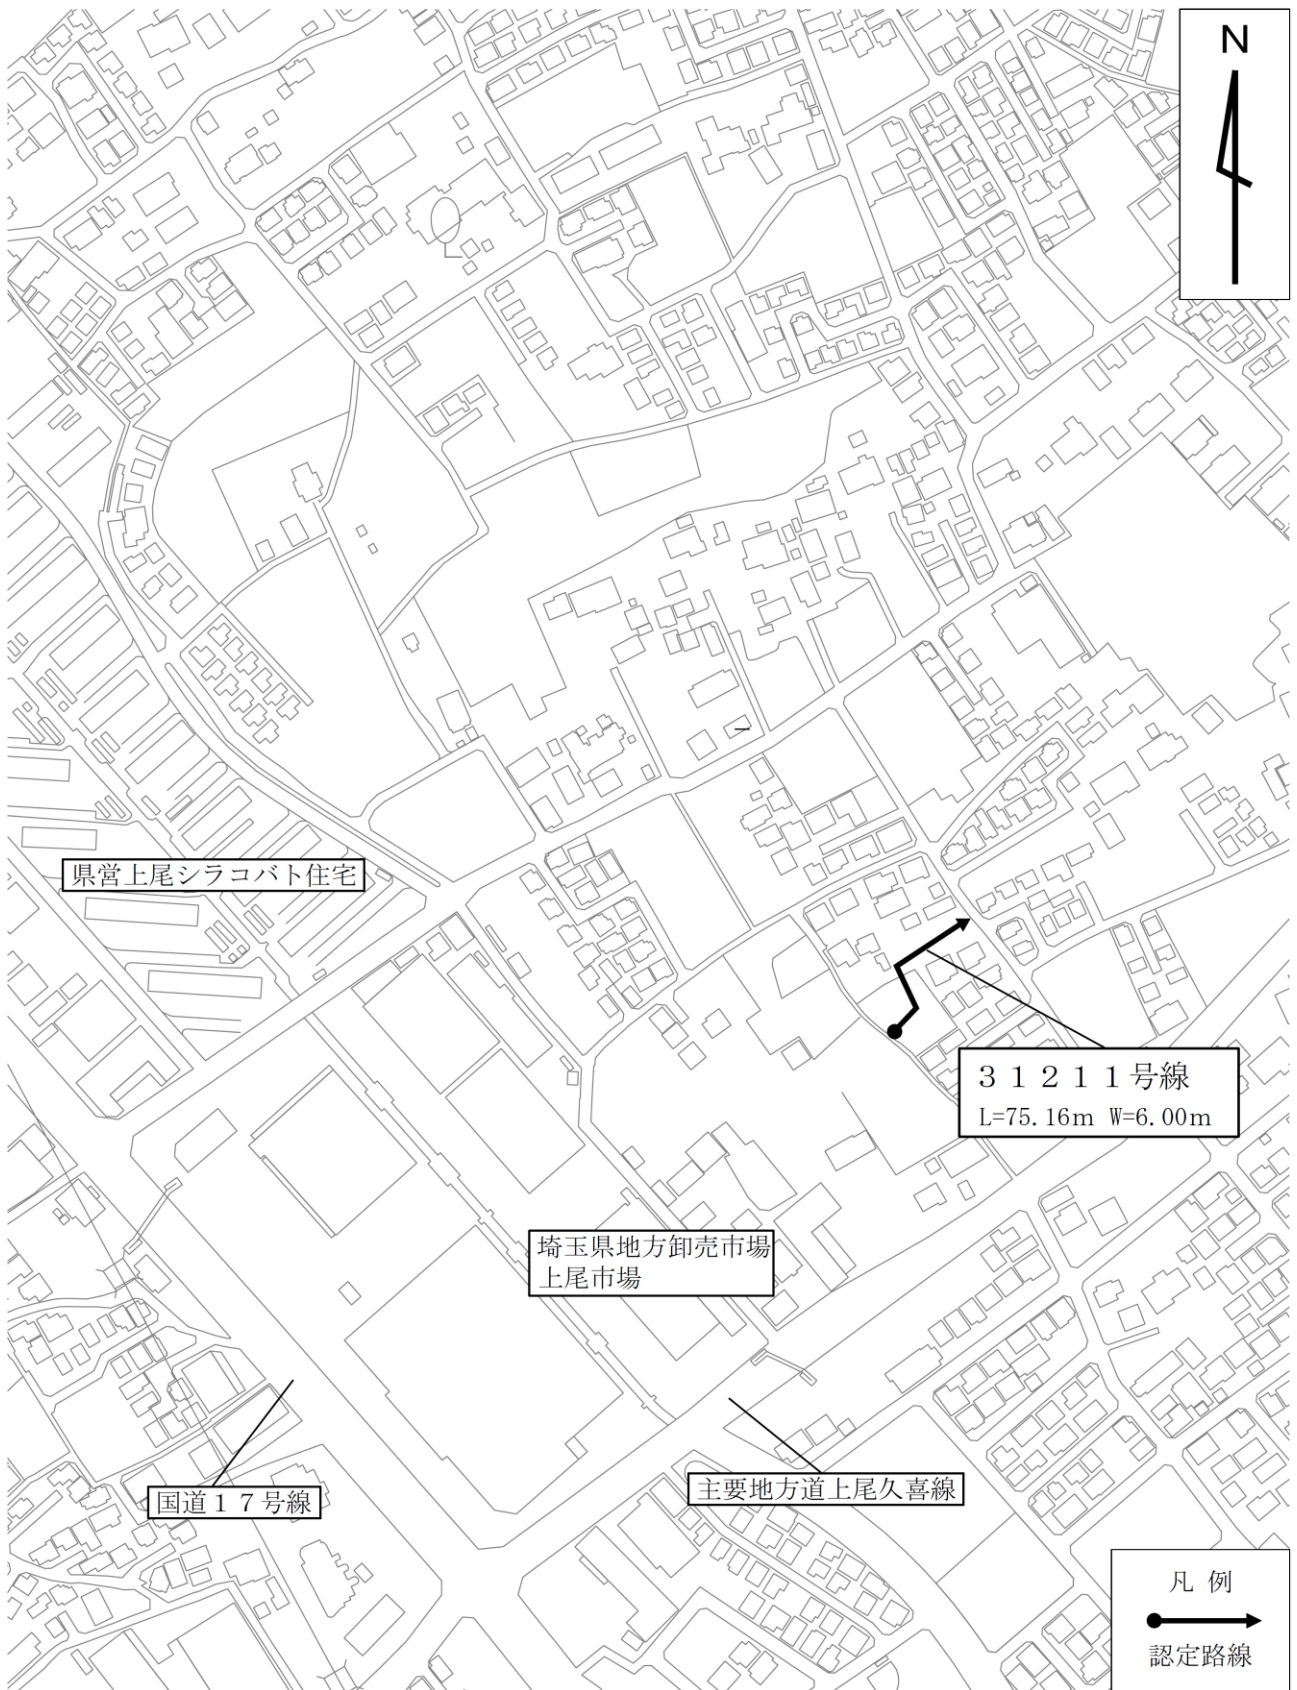 N
県営上尾シラコバト住宅
３１２１１号線
L=75.16m W=6.00m
埼玉県地方卸売市場
上尾市場
国道１７号線
主要地方道上尾久喜線
凡 例
認定路線